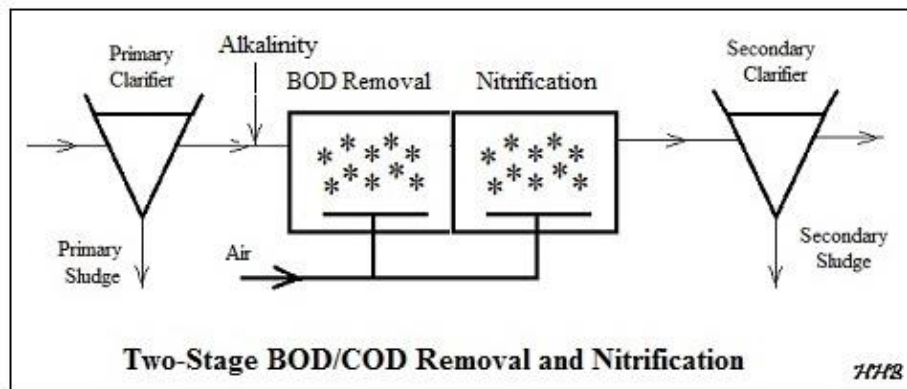 Primary
Clarifier
Alkalinity
BOD Removal
Nitrification
Secondary
Clarifier
Primary
Sludge
Air
Secondary
Sludge
Two-Stage BOD/COD Removal and Nitrification
HHB